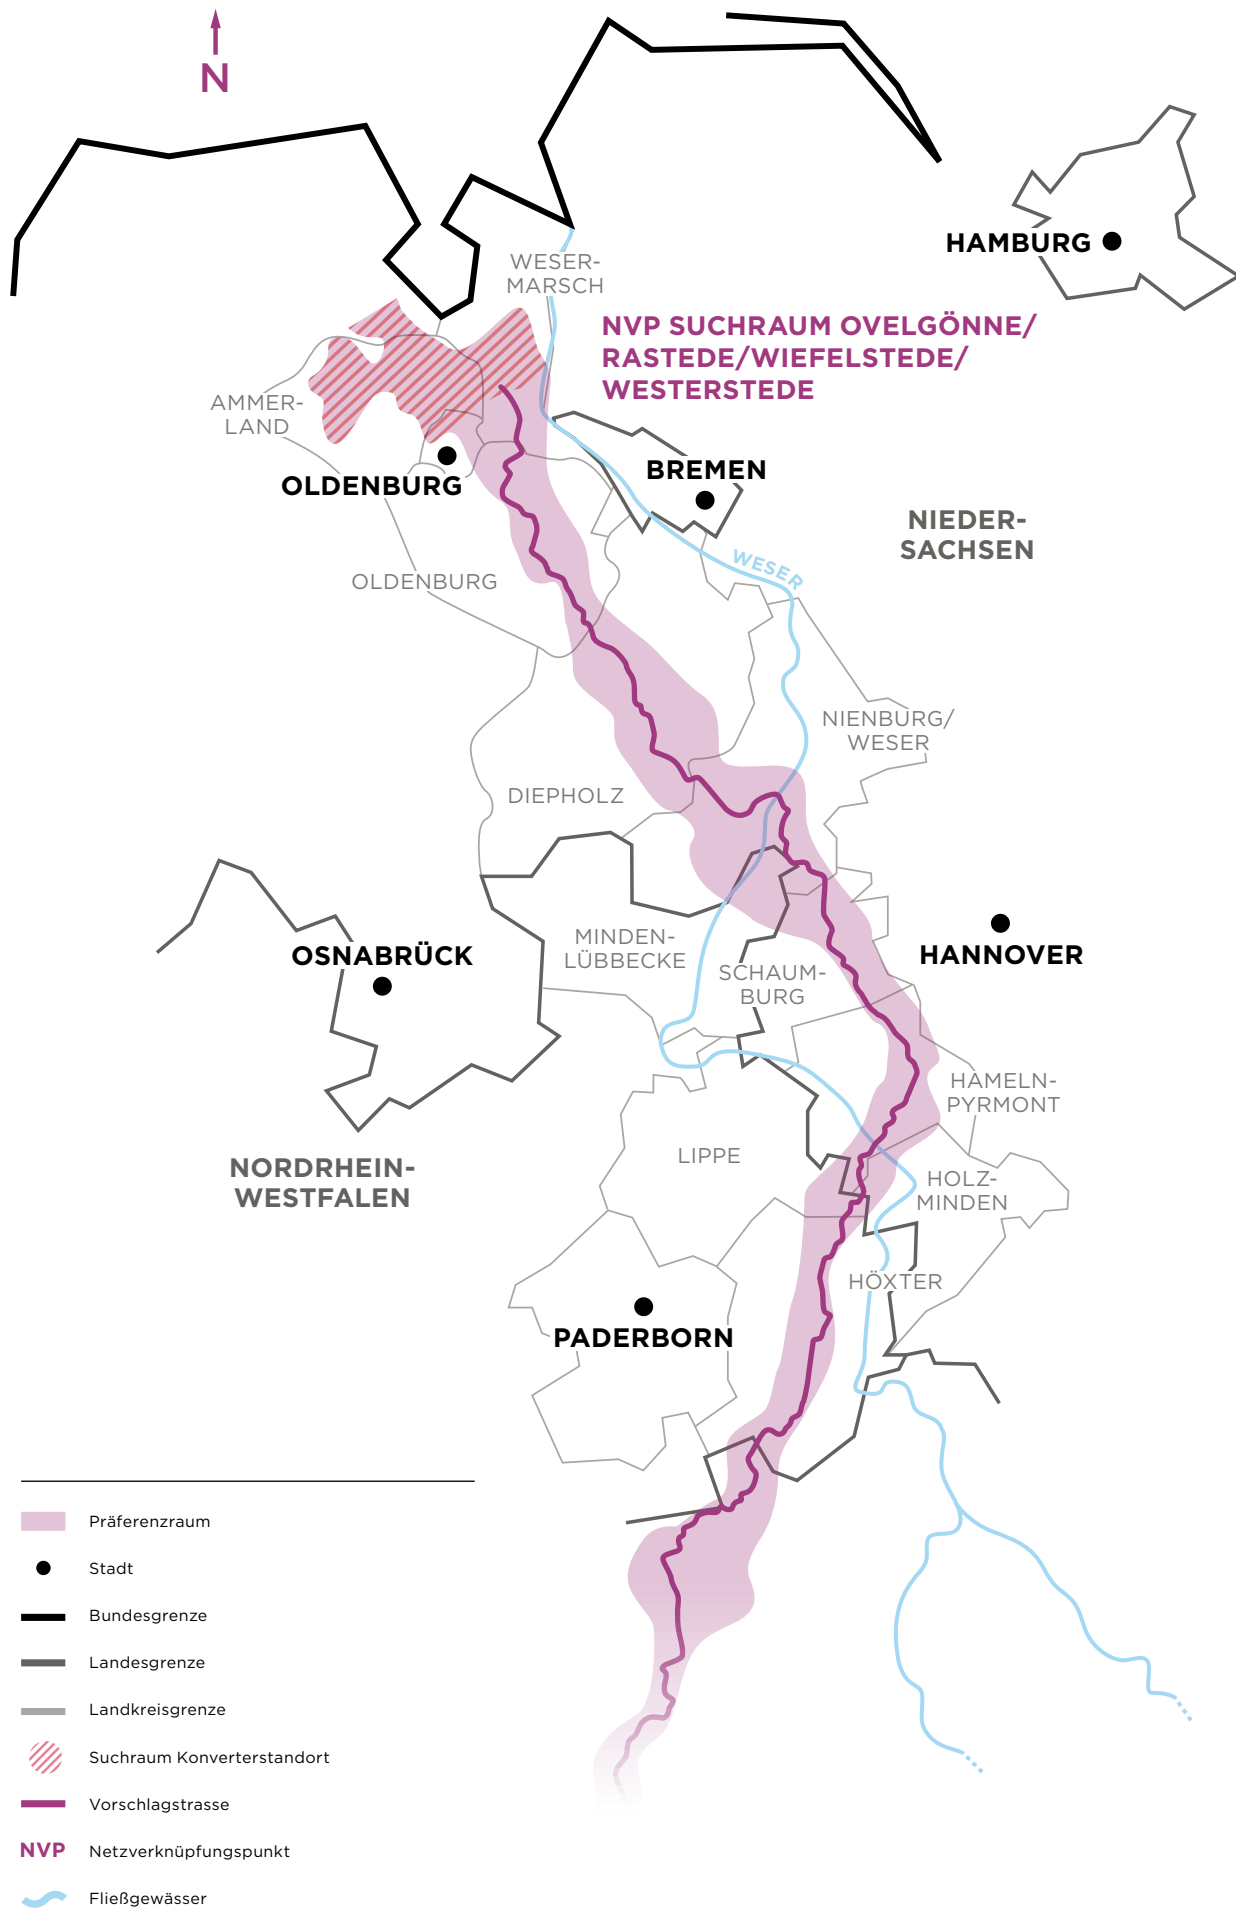 N
HAMBURG
WESER-
MARSCH
NVP SUCHRAUM OVELGÖNNE/
RASTEDE/WIEFELSTEDE/
WESTERSTEDE
AMMER-
LAND
OLDENBURG
BREMEN
NIEDER-
SACHSEN
WESER
OLDENBURG
NIENBURG/
WESER
DIEPHOLZ
OSNABRÜCK
MINDEN-
LÜBBECKE
SCHAUM-
BURG
HANNOVER
HAMELN-
PYRMONT
LIPPE
NORDRHEIN-
WESTFALEN
HOLZ-
MINDEN
HÖXTER
PADERBORN
Präferenzraum
Stadt
Bundesgrenze
Landesgrenze
Landkreisgrenze
Suchraum Konverterstandort
Vorschlagstrasse
NVP Netzverknüpfungspunkt
Fließgewässer